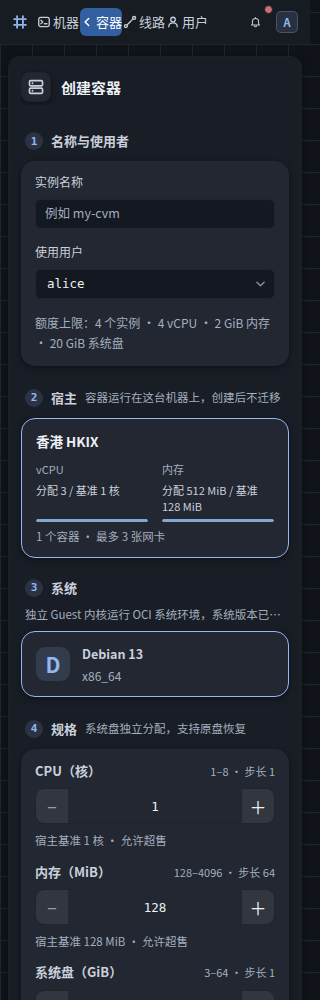 机器 容器 线路 用户 A
创建容器
1 名称与使用者
实例名称
例如 my-cvm
使用用户
alice
额度上限：4 个实例 • 4 vCPU • 2 GiB 内存
• 20 GiB 系统盘
2 宿主 容器运行在这台机器上，创建后不迁移
香港 HKIX
vCPU 内存
分配 3 / 基准 1 核 分配 512 MiB / 基准
128 MiB
1 个容器 • 最多 3 张网卡
3 系统
独立 Guest 内核运行 OCI 系统环境，系统版本已…
D Debian 13
x86_64
4 规格 系统盘独立分配，支持原盘恢复
CPU（核） 1–8 • 步长 1
− 1 +
宿主基准 1 核 • 允许超售
内存（MiB） 128–4096 • 步长 64
− 128 +
宿主基准 128 MiB • 允许超售
系统盘（GiB） 3–64 • 步长 1